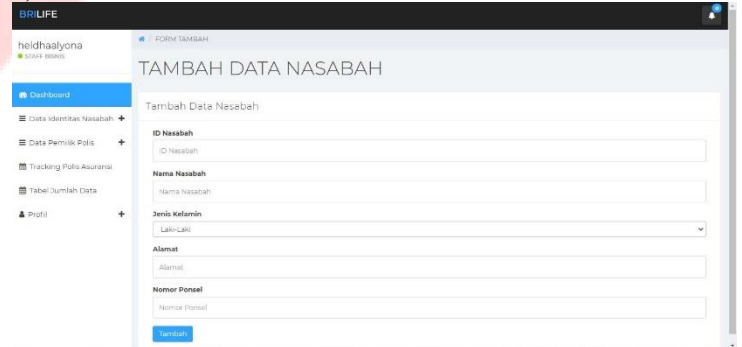 BRILIFE
heidhaalyona
STAFF BISNIS
/ FORM TAMBAH
TAMBAH DATA NASABAH
Dashboard
Data Identitas Nasabah +
Data Pemilik Polis +
Tracking Polis Asuransi
Tabel Jumlah Data
Profil +
Tambah Data Nasabah
ID Nasabah
ID Nasabah
Nama Nasabah
Nama Nasabah
Jenis Kelamin
Laki-Laki
Alamat
Alamat
Nomor Ponsel
Nomor Ponsel
Tambah